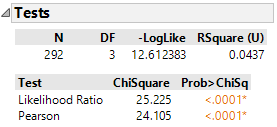 Tests
N DF -LogLike RSquare (U)
292 3 12.612383 0.0437
Test ChiSquare Prob>ChiSq
Likelihood Ratio 25.225 <.0001*
Pearson 24.105 <.0001*